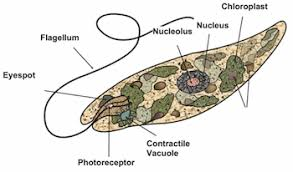 Chloroplast
Nucleus
Nucleolus
Flagellum
Eyespot
Contractile
Vacuole
Photoreceptor